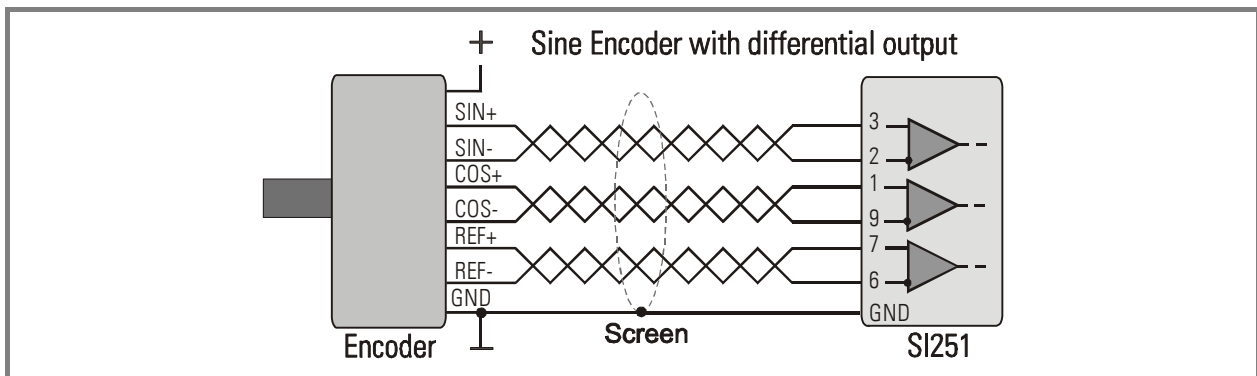 + Sine Encoder with differential output
SIN+
3
SIN-
2
COS+
1
COS-
9
REF+
7
REF-
6
GND
GND
Screen
Encoder
SI251